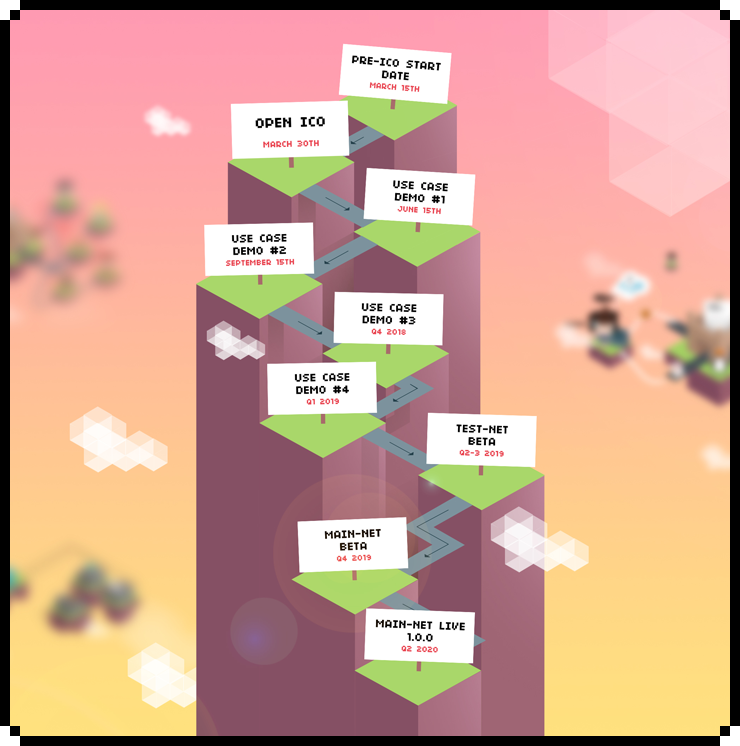 PRE-ICO START
DATE
MARCH 15TH
OPEN ICO
MARCH 30TH
USE CASE
DEMO #1
JUNE 15TH
USE CASE
DEMO #2
SEPTEMBER 15TH
USE CASE
DEMO #3
Q4 2018
USE CASE
DEMO #4
Q1 2019
TEST-NET
BETA
Q2-3 2019
MAIN-NET
BETA
Q4 2019
MAIN-NET LIVE
1.0.0
Q2 2020